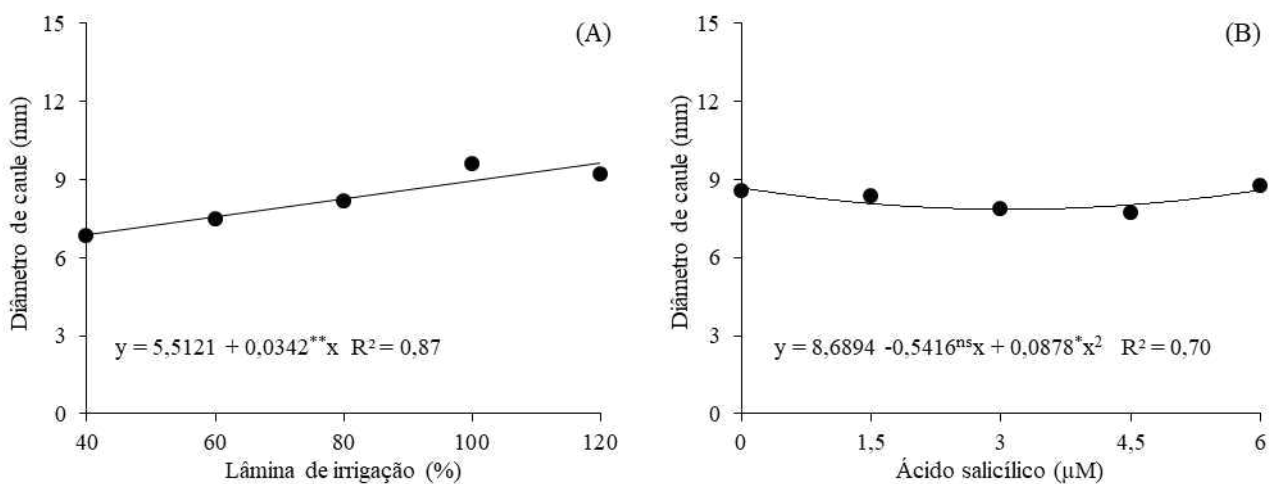 (A)
Diâmetro de caule (mm)
15
12
9
6
3
0
y = 5,5121 + 0,0342**x R² = 0,87
40 60 80 100 120
Lâmina de irrigação (%)
(B)
Diâmetro de caule (mm)
15
12
9
6
3
0
y = 8,6894 -0,5416ⁿˢx + 0,0878*x² R² = 0,70
0 1,5 3 4,5 6
Ácido salicílico (µM)